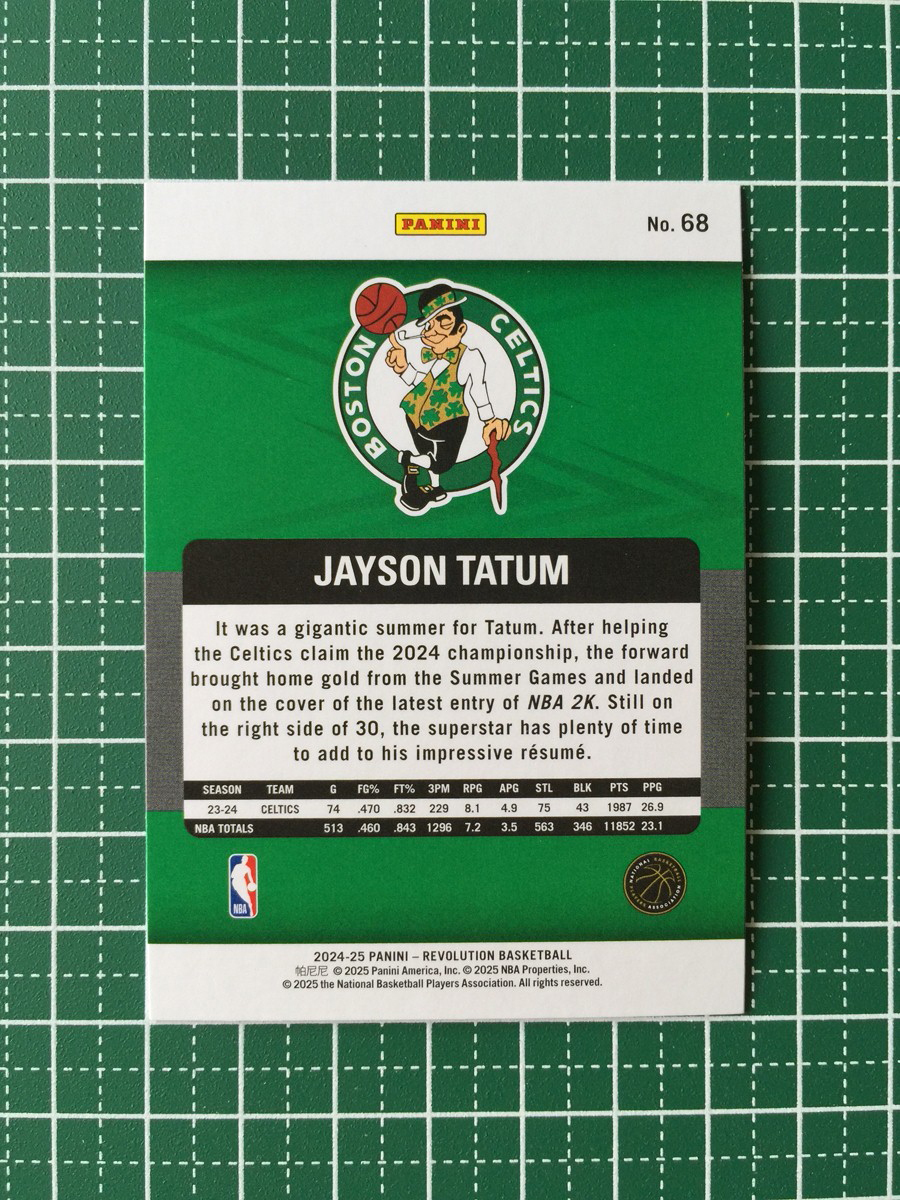 PANINI
No. 68
BOSTON CELTICS
JAYSON TATUM
It was a gigantic summer for Tatum. After helping
the Celtics claim the 2024 championship, the forward
brought home gold from the Summer Games and landed
on the cover of the latest entry of NBA 2K. Still on
the right side of 30, the superstar has plenty of time
to add to his impressive résumé.
SEASON TEAM G FG% FT% 3PM RPG APG STL BLK PTS PPG
23-24 CELTICS 74 .470 .832 229 8.1 4.9 75 43 1987 26.9
NBA TOTALS 513 .460 .843 1296 7.2 3.5 563 346 11852 23.1
NBA
NATIONAL BASKETBALL
PLAYERS ASSOCIATION
2024-25 PANINI – REVOLUTION BASKETBALL
帕尼尼 © 2025 Panini America, Inc. © 2025 NBA Properties, Inc.
© 2025 the National Basketball Players Association. All rights reserved.